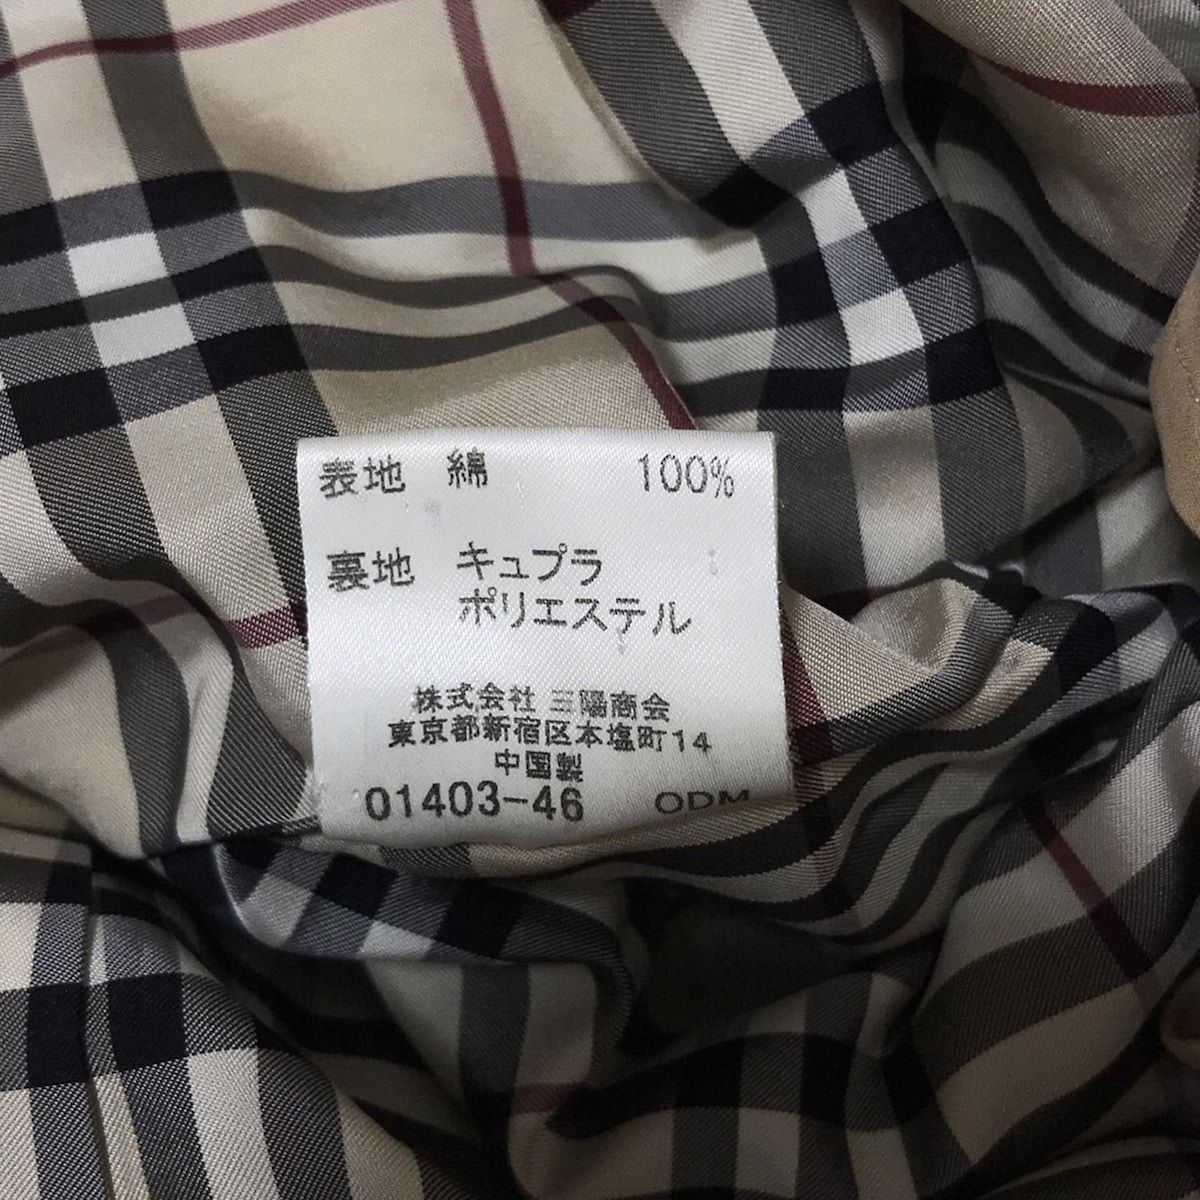 表地 綿 100%
裏地 キュプラ
ポリエステル
株式会社 三陽商会
東京都新宿区本塩町14
中国製
01403-46 ODM